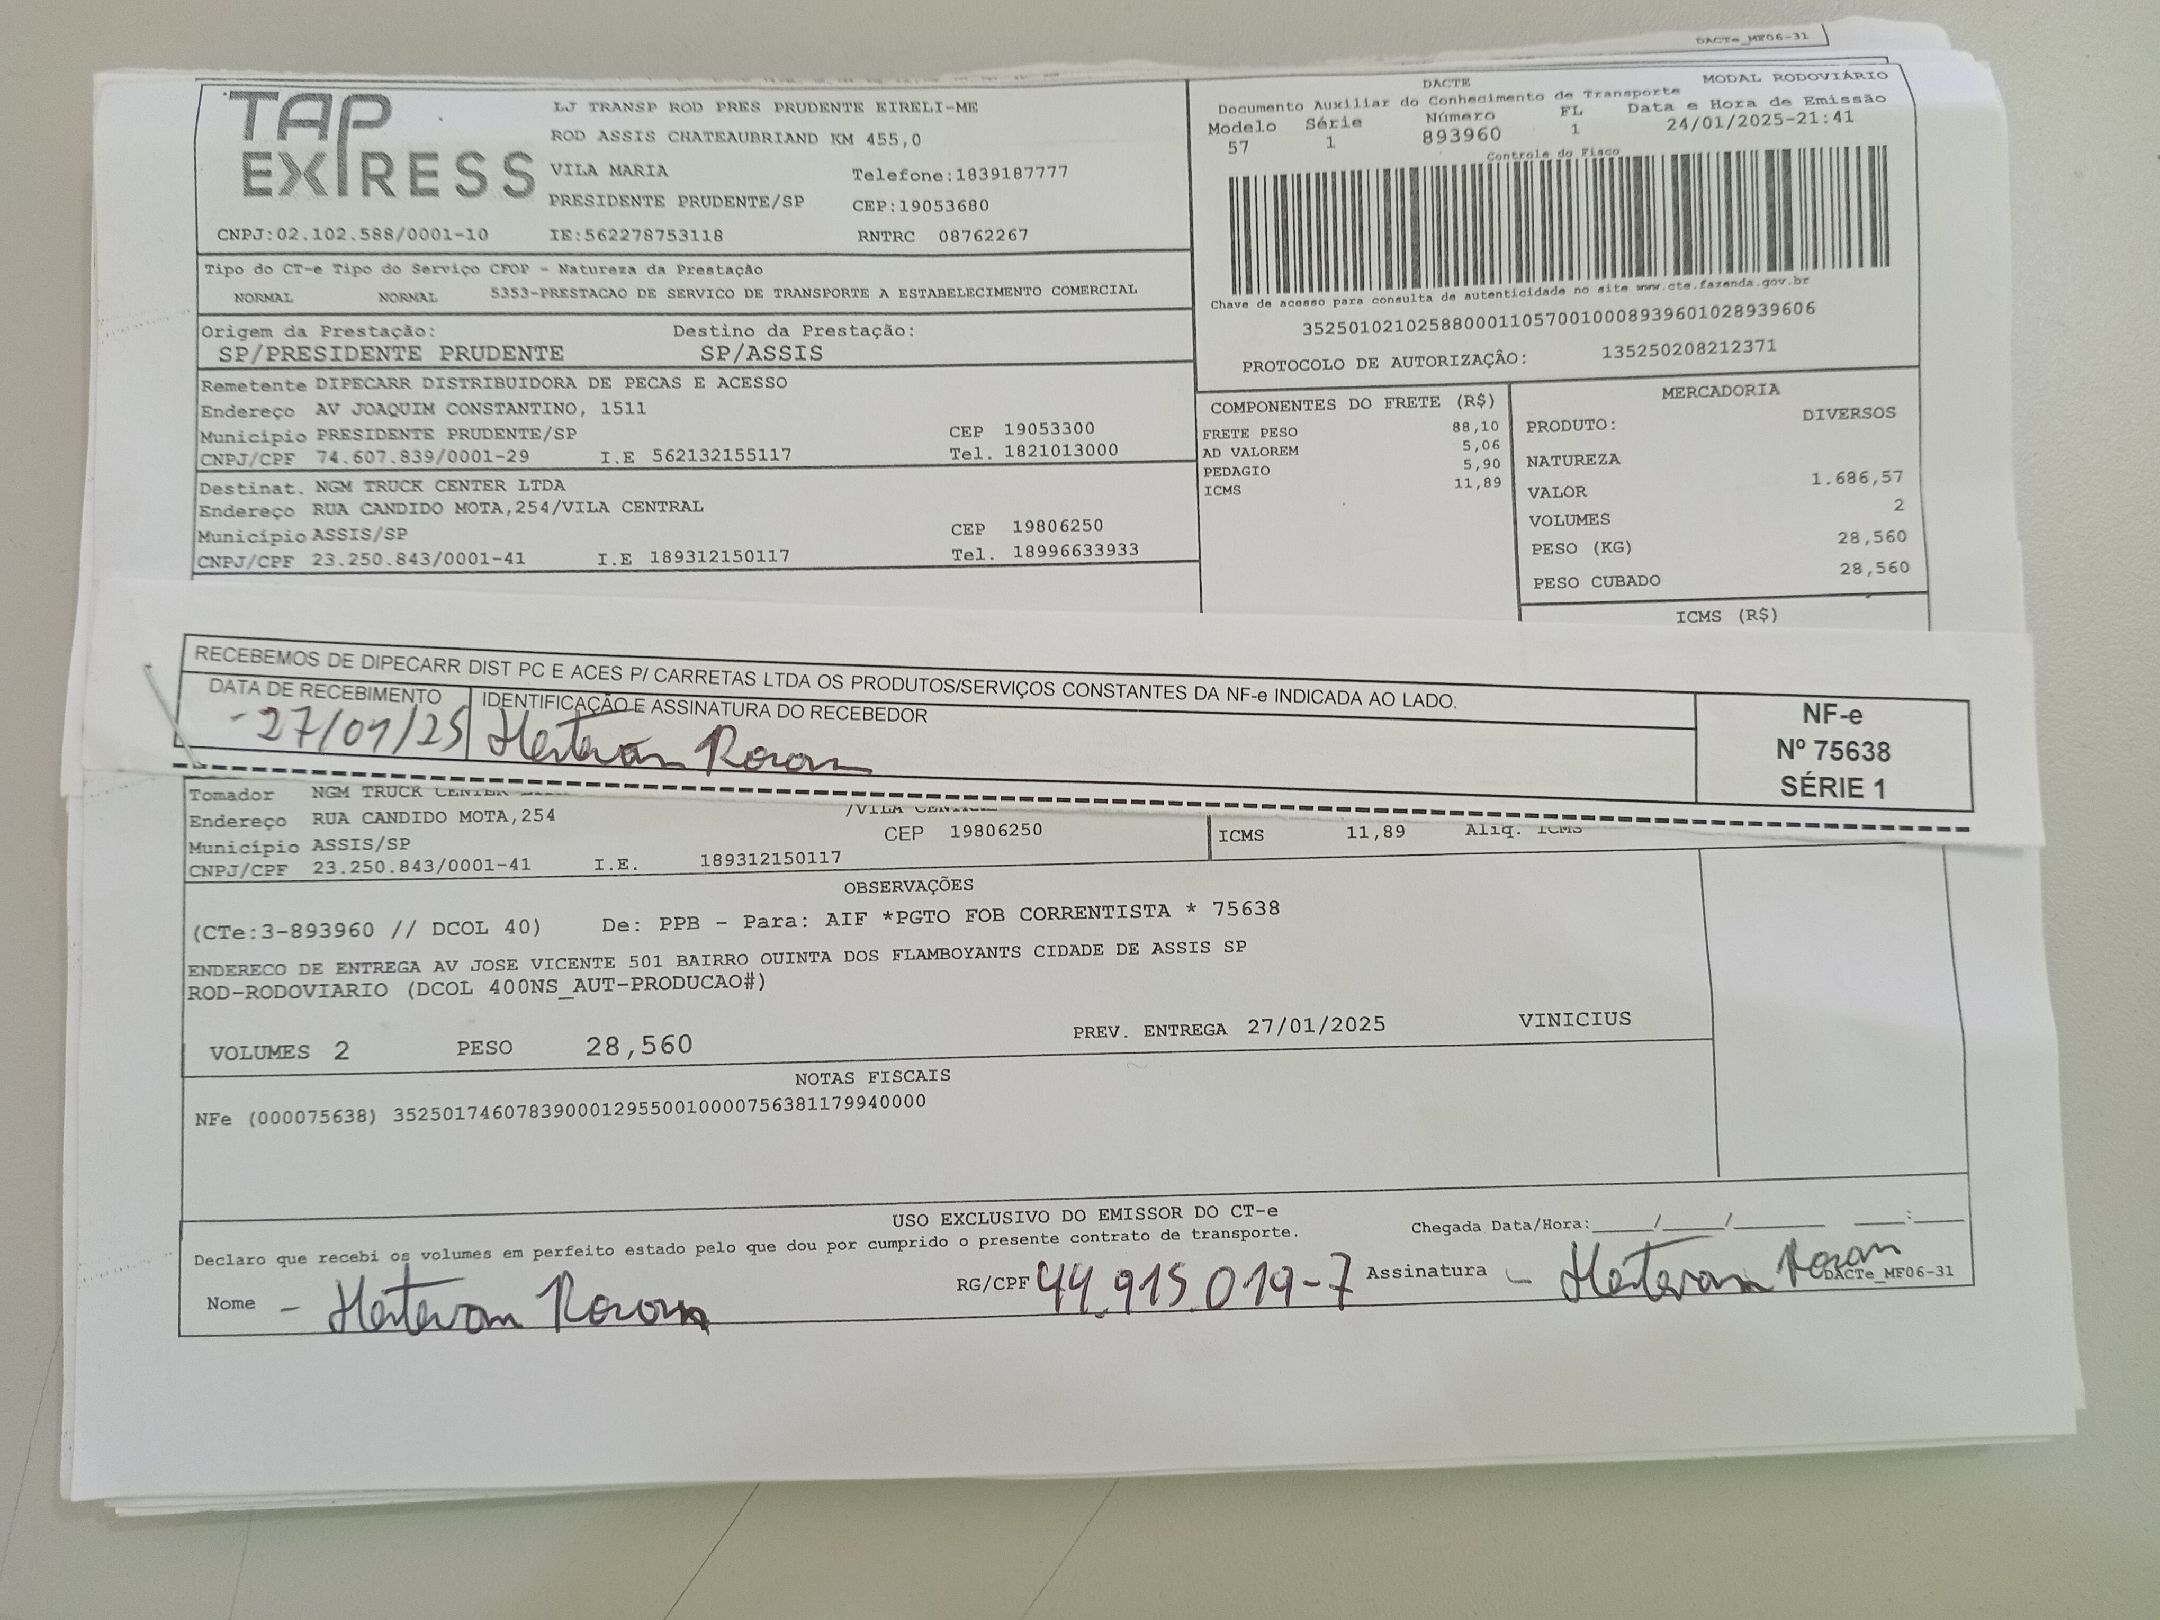 DACTe_MF06-31
TAP EXPRESS
LJ TRANSP ROD PRES PRUDENTE EIRELI-ME
ROD ASSIS CHATEAUBRIAND KM 455,0
VILA MARIA Telefone:1839187777
PRESIDENTE PRUDENTE/SP CEP:19053680
CNPJ:02.102.588/0001-10 IE:562278753118 RNTRC 08762267
DACTE MODAL RODOVIÁRIO
Documento Auxiliar do Conhecimento de Transporte
Modelo Série Número FL Data e Hora de Emissão
57 1 893960 1 24/01/2025-21:41
Controle do Fisco
Chave de acesso para consulta de autenticidade no site www.cte.fazenda.gov.br
35250102102588000110570010008939601028939606
PROTOCOLO DE AUTORIZAÇÃO: 135250208212371
Tipo do CT-e Tipo do Serviço CFOP - Natureza da Prestação
NORMAL NORMAL 5353-PRESTACAO DE SERVICO DE TRANSPORTE A ESTABELECIMENTO COMERCIAL
Origem da Prestação: Destino da Prestação:
SP/PRESIDENTE PRUDENTE SP/ASSIS
Remetente DIPECARR DISTRIBUIDORA DE PECAS E ACESSO
Endereço AV JOAQUIM CONSTANTINO, 1511
Município PRESIDENTE PRUDENTE/SP CEP 19053300
CNPJ/CPF 74.607.839/0001-29 I.E 562132155117 Tel. 1821013000
Destinat. NGM TRUCK CENTER LTDA
Endereço RUA CANDIDO MOTA,254/VILA CENTRAL
Município ASSIS/SP CEP 19806250
CNPJ/CPF 23.250.843/0001-41 I.E 189312150117 Tel. 18996633933
COMPONENTES DO FRETE (R$)
FRETE PESO 88,10
AD VALOREM 5,06
PEDAGIO 5,90
ICMS 11,89
MERCADORIA
PRODUTO: DIVERSOS
NATUREZA
VALOR 1.686,57
VOLUMES 2
PESO (KG) 28,560
PESO CUBADO 28,560
ICMS (R$)
RECEBEMOS DE DIPECARR DIST PC E ACES P/ CARRETAS LTDA OS PRODUTOS/SERVIÇOS CONSTANTES DA NF-e INDICADA AO LADO.
DATA DE RECEBIMENTO IDENTIFICAÇÃO E ASSINATURA DO RECEBEDOR
27/01/25
NF-e
Nº 75638
SÉRIE 1
Tomador NGM TRUCK CENTER
Endereço RUA CANDIDO MOTA,254 /VILA
Município ASSIS/SP CEP 19806250
CNPJ/CPF 23.250.843/0001-41 I.E. 189312150117
ICMS 11,89 Aliq. ICMS
OBSERVAÇÕES
(CTe:3-893960 // DCOL 40) De: PPB - Para: AIF *PGTO FOB CORRENTISTA * 75638
ENDERECO DE ENTREGA AV JOSE VICENTE 501 BAIRRO OUINTA DOS FLAMBOYANTS CIDADE DE ASSIS SP
ROD-RODOVIARIO (DCOL 400NS_AUT-PRODUCAO#)
VOLUMES 2 PESO 28,560 PREV. ENTREGA 27/01/2025 VINICIUS
NOTAS FISCAIS
NFe (000075638) 35250174607839000129550010000756381179940000
USO EXCLUSIVO DO EMISSOR DO CT-e
Declaro que recebi os volumes em perfeito estado pelo que dou por cumprido o presente contrato de transporte. Chegada Data/Hora:____/____/______ ____:____
Nome RG/CPF 44.915.019-7 Assinatura
DACTe_MF06-31